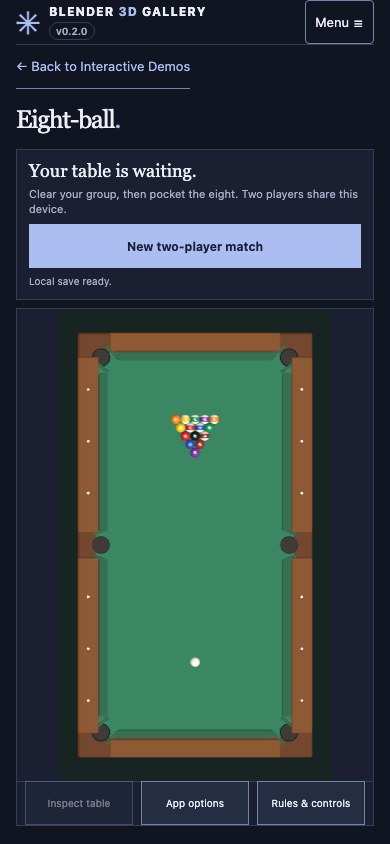 BLENDER 3D GALLERY
v0.2.0
Menu ≡
← Back to Interactive Demos
Eight-ball.
Your table is waiting.
Clear your group, then pocket the eight. Two players share this
device.
New two-player match
Local save ready.
Inspect table
App options
Rules & controls